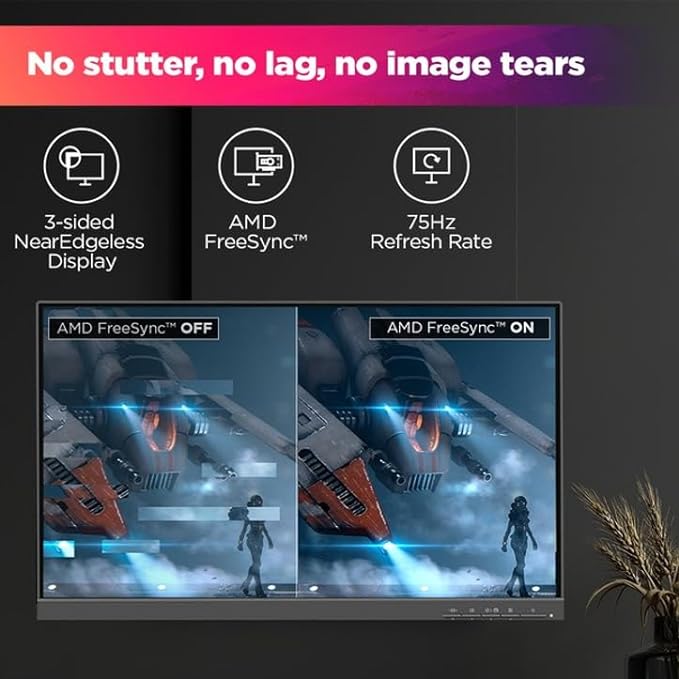 No stutter, no lag, no image tears
3-sided
NearEdgeless
Display
AMD
FreeSync™
75Hz
Refresh Rate
AMD FreeSync™ OFF
AMD FreeSync™ ON